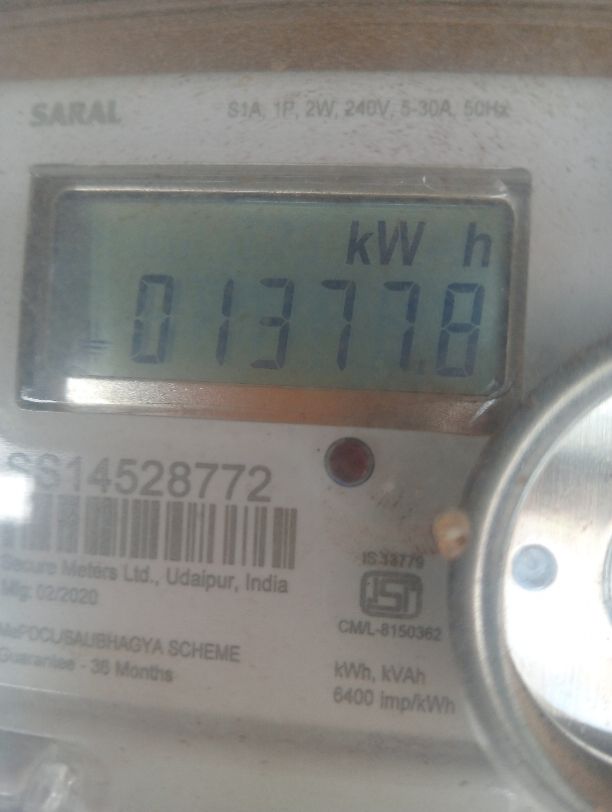 SARAL
S1A, 1P, 2W, 240V, 5-30A, 50Hz
kW h
01377.8
SS14528772
Secure Meters Ltd., Udaipur, India
Mfg: 02/2020
SAUBHAGYA SCHEME
Guarantee - 36 Months
IS 13779
ISI
CM/L-8150362
kWh, kVAh
6400 imp/kWh